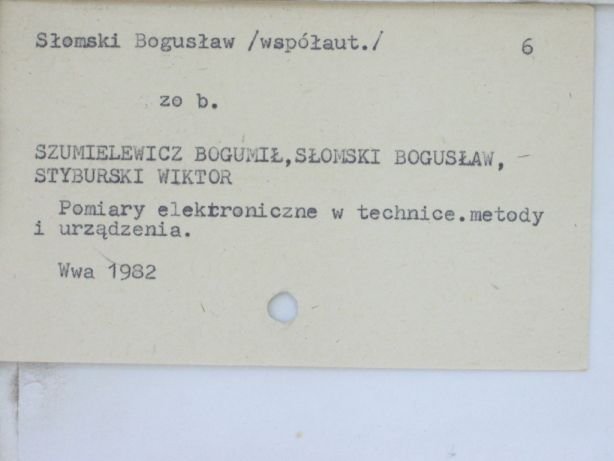 Słomski Bogusław /współaut./ 6
zo b.
SZUMIELEWICZ BOGUMIŁ,SŁOMSKI BOGUSŁAW,
STYBURSKI WIKTOR
Pomiary elektroniczne w technice.metody
i urządzenia.
Wwa 1982